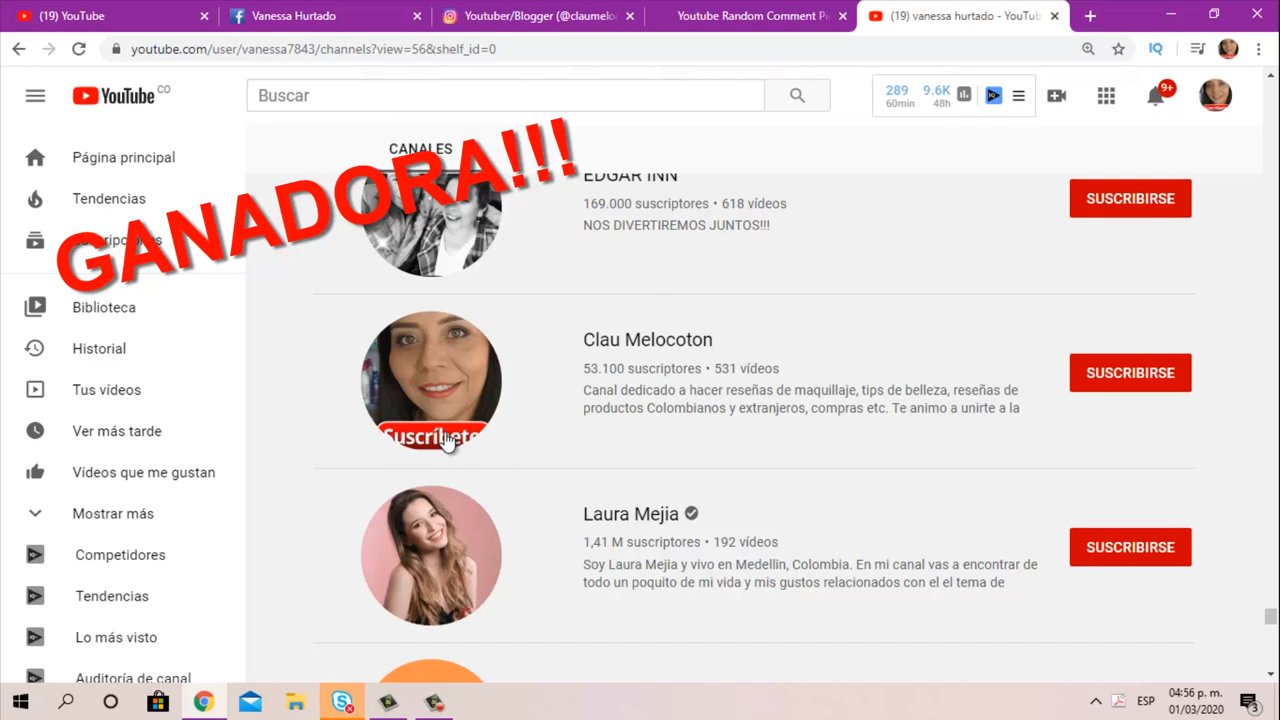 (19) YouTube
Vanessa Hurtado
Youtuber/Blogger (@claumelo
Youtube Random Comment Pi
(19) vanessa hurtado - YouTub
youtube.com/user/vanessa7843/channels?view=56&shelf_id=0
IQ
YouTube CO
Buscar
289
60min
9.6K
48h
9+
Página principal
Tendencias
Biblioteca
Historial
Tus vídeos
Ver más tarde
Vídeos que me gustan
Mostrar más
Competidores
Tendencias
Lo más visto
Auditoría de canal
CANALES
GANADORA!!!
EDGAR INN
169.000 suscriptores • 618 vídeos
NOS DIVERTIREMOS JUNTOS!!!
SUSCRIBIRSE
Clau Melocoton
53.100 suscriptores • 531 vídeos
Canal dedicado a hacer reseñas de maquillaje, tips de belleza, reseñas de
productos Colombianos y extranjeros, compras etc. Te animo a unirte a la
SUSCRIBIRSE
Suscríbete
Laura Mejia
1,41 M suscriptores • 192 vídeos
Soy Laura Mejia y vivo en Medellin, Colombia. En mi canal vas a encontrar de
todo un poquito de mi vida y mis gustos relacionados con el el tema de
SUSCRIBIRSE
ESP
04:56 p. m.
01/03/2020
3